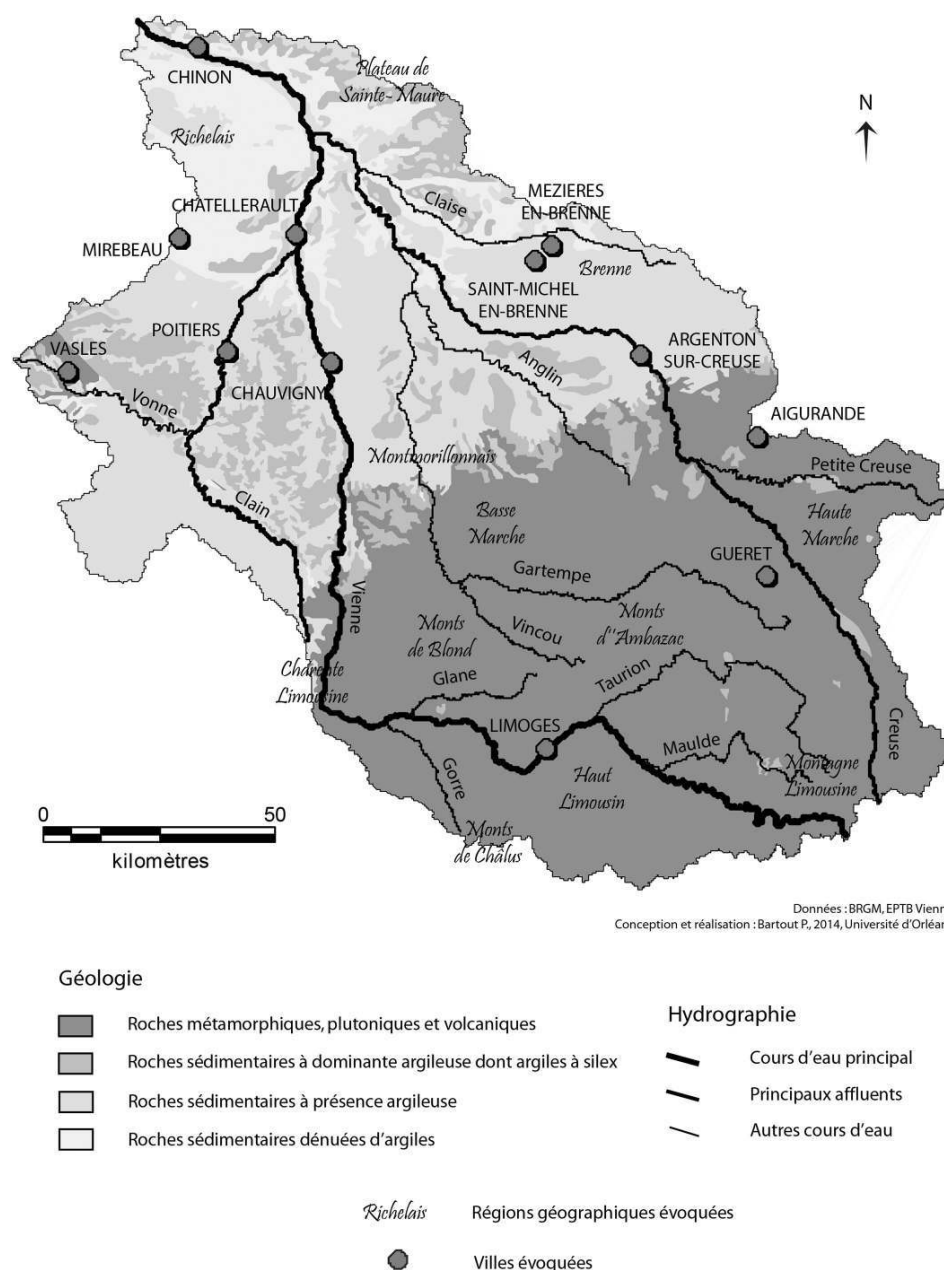 CHINON
Plateau de
Sainte-Maure
N
Richelais
Claise
MEZIERES
EN-BRENNE
CHATELLERAULT
MIREBEAU
Brenne
SAINT-MICHEL
EN-BRENNE
POITIERS
VASLES
ARGENTON
SUR-CREUSE
Anglin
CHAUVIGNY
Vonne
AIGURANDE
Montmorillonnais
Petite Creuse
Clain
Basse
Marche
Haute
Marche
GUERET
Gartempe
Vienne
Monts
de Blond
Vincou
Monts
d''Ambazac
Charente
Limousine
Glane
Taurion
LIMOGES
Creuse
Maulde
Montagne
Limousine
Gorre
Haut
Limousin
0 50
kilomètres
Monts
de Châlus
Données : BRGM, EPTB Vienn
Conception et réalisation : Bartout P., 2014, Université d'Orléan
Géologie
Roches métamorphiques, plutoniques et volcaniques
Roches sédimentaires à dominante argileuse dont argiles à silex
Roches sédimentaires à présence argileuse
Roches sédimentaires dénuées d'argiles
Hydrographie
Cours d'eau principal
Principaux affluents
Autres cours d'eau
Richelais Régions géographiques évoquées
Villes évoquées